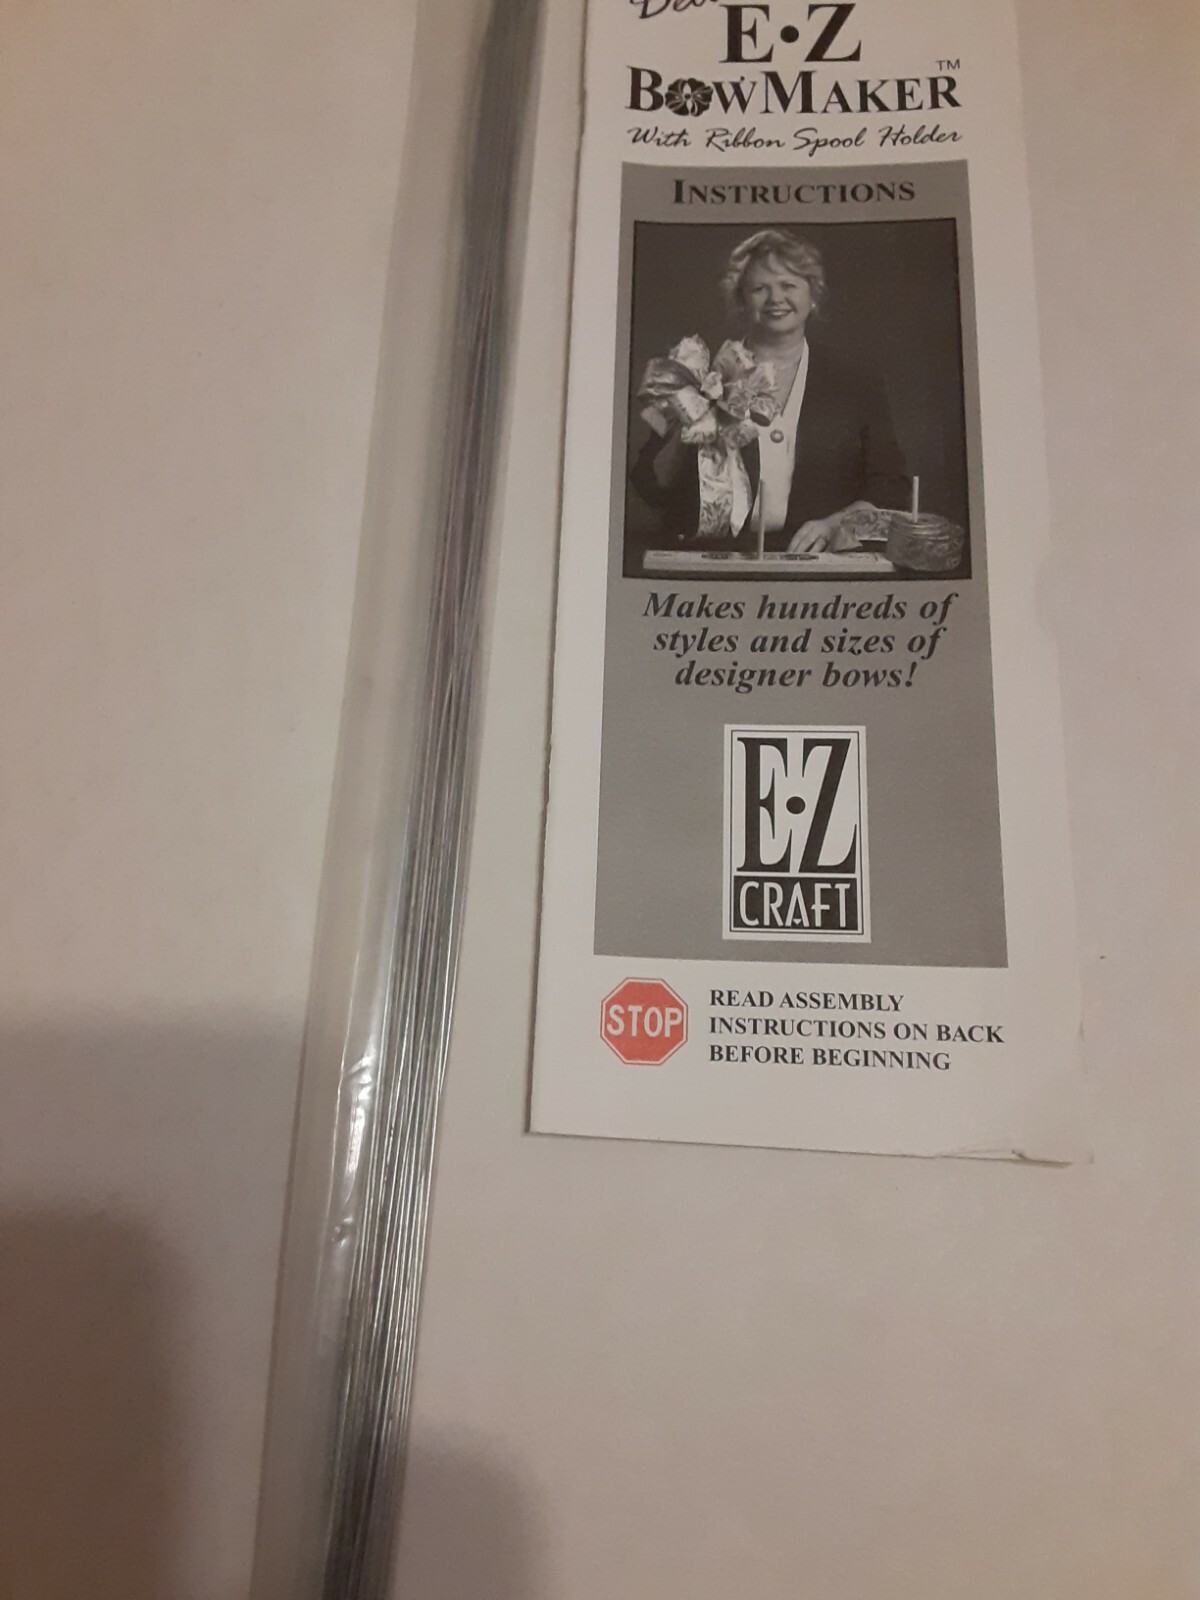 E·Z
BOWMAKER™
With Ribbon Spool Holder
INSTRUCTIONS
Makes hundreds of
styles and sizes of
designer bows!
E·Z
CRAFT
STOP
READ ASSEMBLY
INSTRUCTIONS ON BACK
BEFORE BEGINNING